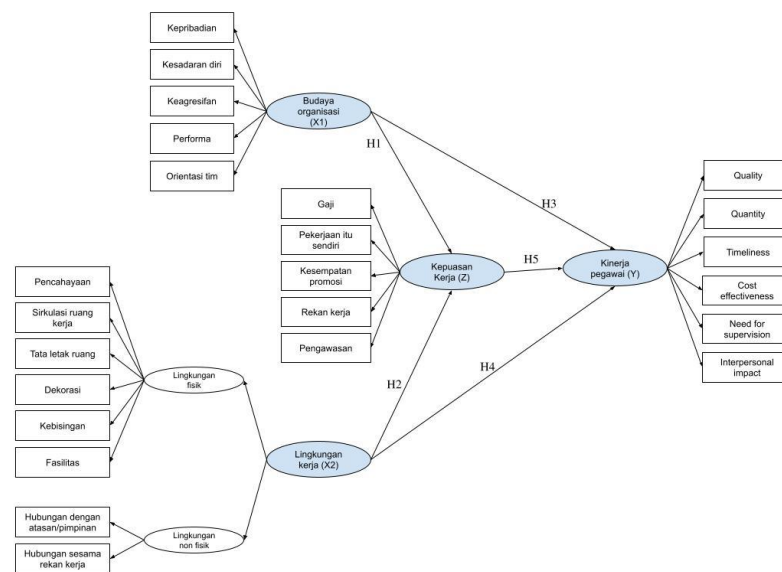 Kepribadian
Kesadaran diri
Keagresifan
Performa
Orientasi tim
Budaya
organisasi
(X1)
H1
H3
Gaji
Pekerjaan itu
sendiri
Kesempatan
promosi
Rekan kerja
Pengawasan
Kepuasan
Kerja (Z)
H5
Kinerja
pegawai (Y)
Quality
Quantity
Timeliness
Cost
effectiveness
Need for
supervision
Interpersonal
impact
Pencahayaan
Sirkulasi ruang
kerja
Tata letak ruang
Dekorasi
Kebisingan
Fasilitas
Lingkungan
fisik
H2
H4
Lingkungan
kerja (X2)
Hubungan dengan
atasan/pimpinan
Hubungan sesama
rekan kerja
Lingkungan
non fisik